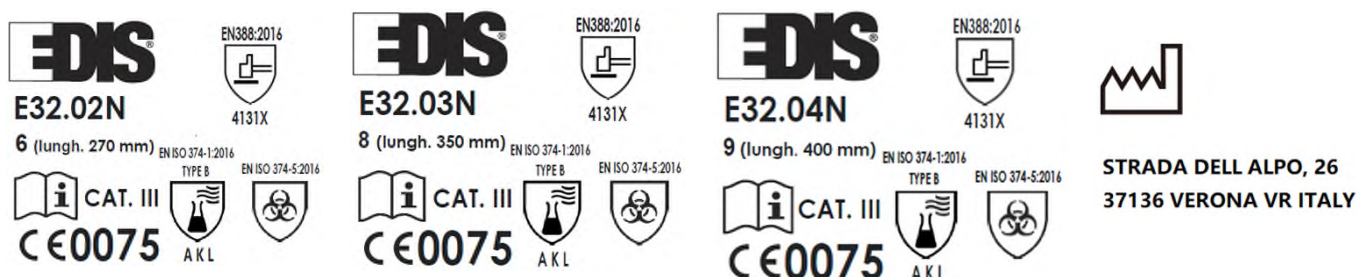 EDIS®
EN388:2016
4131X
E32.02N
6 (lungh. 270 mm)
EN ISO 374-1:2016
TYPE B
EN ISO 374-5:2016
i CAT. III
CE0075
AKL
EDIS®
EN388:2016
4131X
E32.03N
8 (lungh. 350 mm)
EN ISO 374-1:2016
TYPE B
EN ISO 374-5:2016
i CAT. III
CE0075
AKL
EDIS®
EN388:2016
4131X
E32.04N
9 (lungh. 400 mm)
EN ISO 374-1:2016
TYPE B
EN ISO 374-5:2016
i CAT. III
CE0075
AKL
STRADA DELL ALPO, 26
37136 VERONA VR ITALY